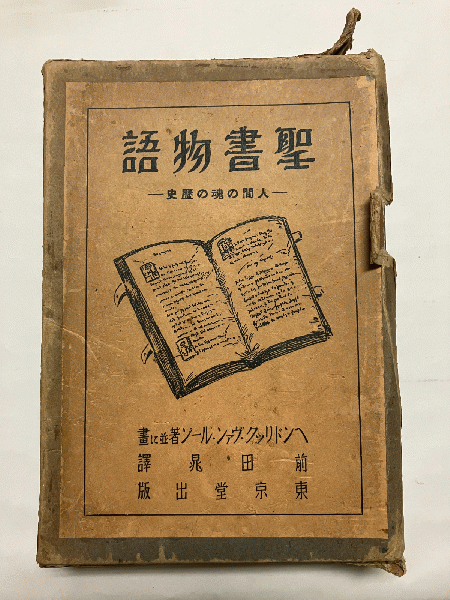 聖書物語
―人間の魂の歴史―
ヘンドリック・ヴァン・ルーン著並に畫
前田晁譯
東京堂出版